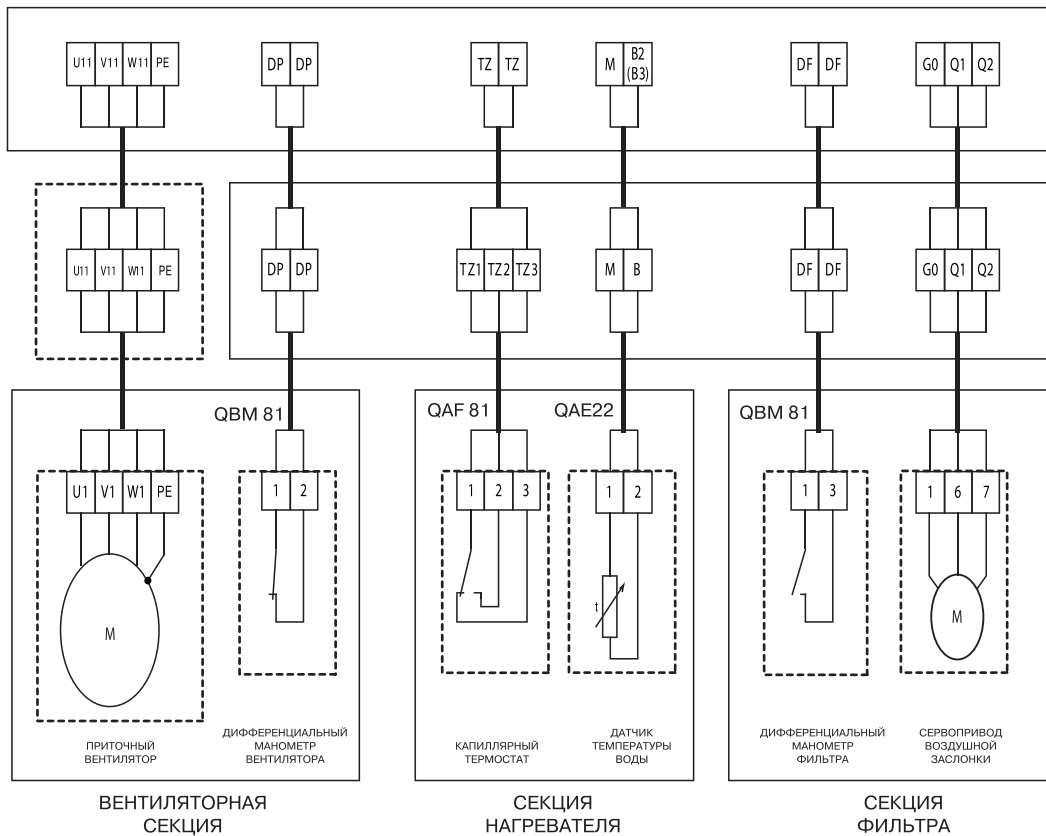 U11 V11 W11 PE DP DP TZ TZ M B2 (B3) DF DF G0 Q1 Q2
U11 V11 W11 PE DP DP TZ1 TZ2 TZ3 M B DF DF G0 Q1 Q2
QBM 81 QAF 81 QAE22 QBM 81
U1 V1 W1 PE 1 2 1 2 3 1 2 1 3 1 6 7
t
M M
ПРИТОЧНЫЙ
ВЕНТИЛЯТОР
ДИФФЕРЕНЦИАЛЬНЫЙ
МАНОМЕТР
ВЕНТИЛЯТОРА
КАПИЛЛЯРНЫЙ
ТЕРМОСТАТ
ДАТЧИК
ТЕМПЕРАТУРЫ
ВОДЫ
ДИФФЕРЕНЦИАЛЬНЫЙ
МАНОМЕТР
ФИЛЬТРА
СЕРВОПРИВОД
ВОЗДУШНОЙ
ЗАСЛОНКИ
ВЕНТИЛЯТОРНАЯ
СЕКЦИЯ
СЕКЦИЯ
НАГРЕВАТЕЛЯ
СЕКЦИЯ
ФИЛЬТРА